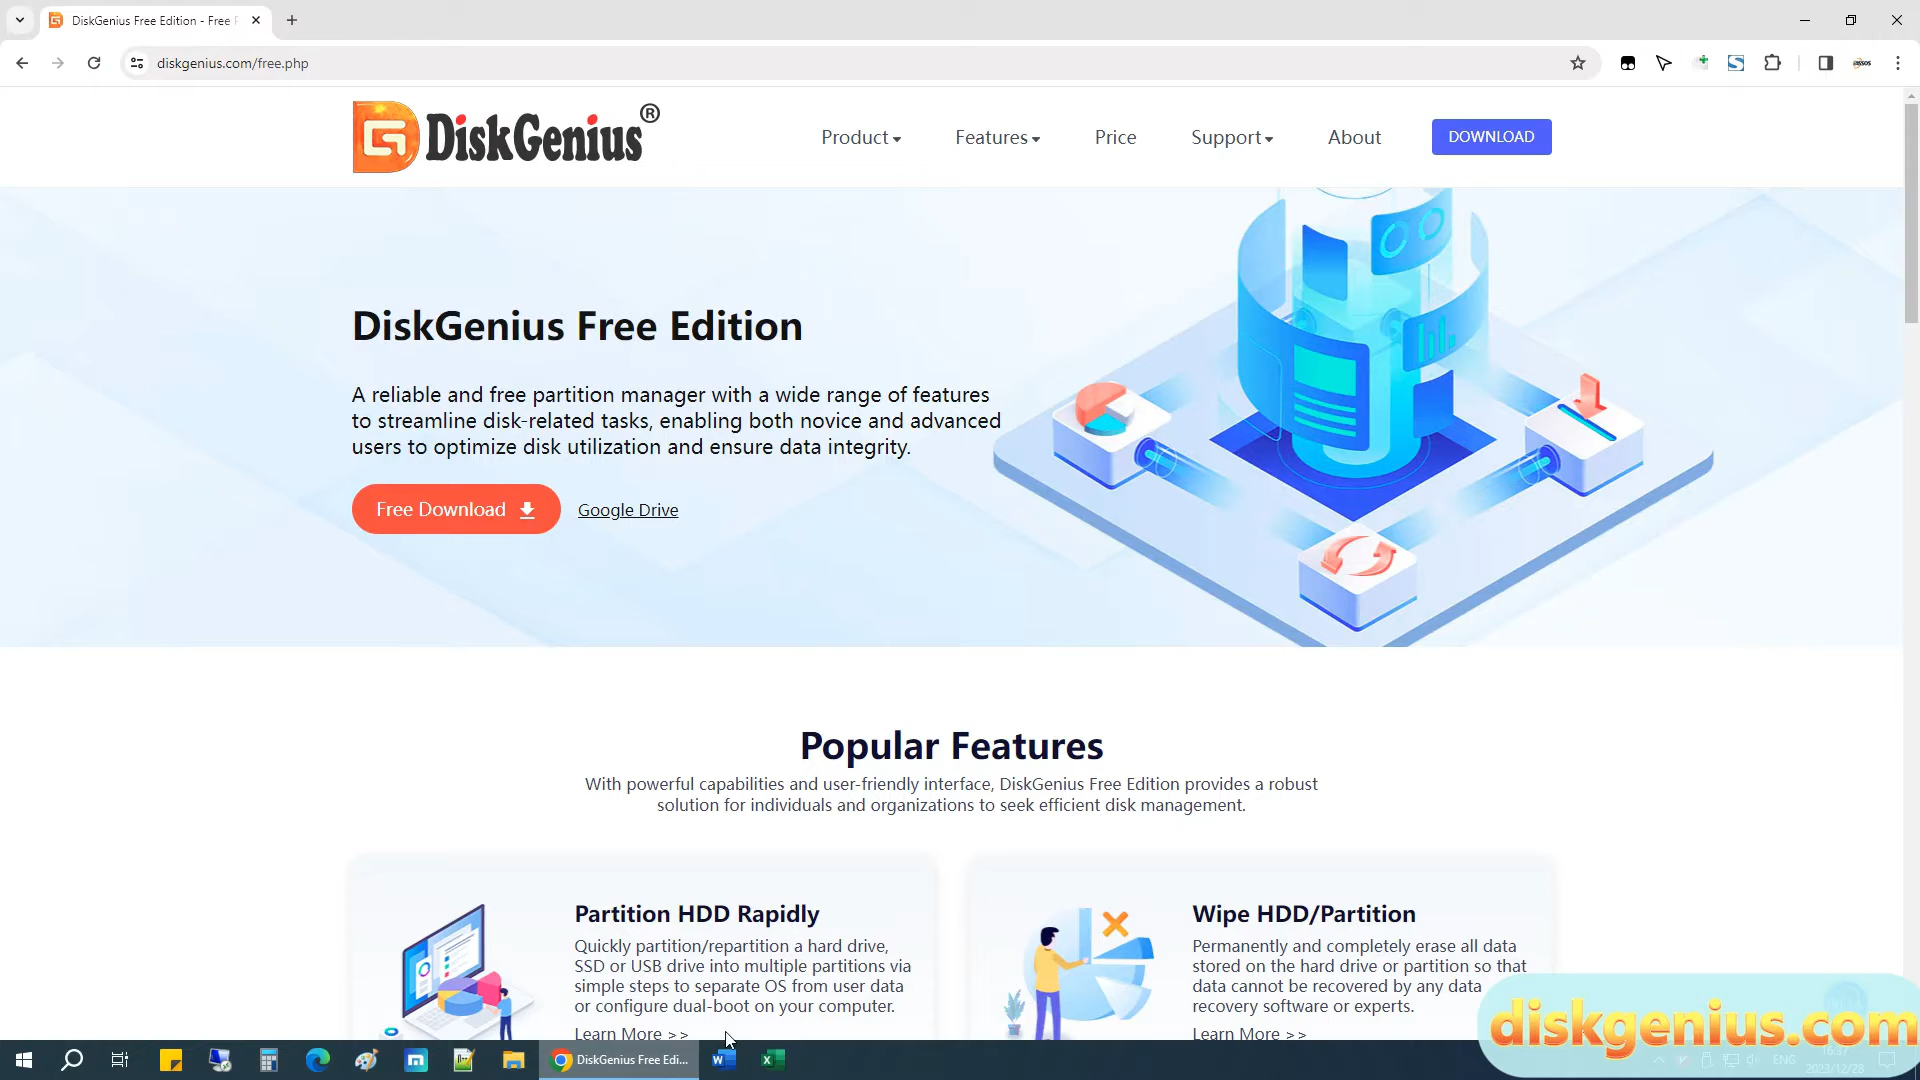 DiskGenius Free Edition - Free P
diskgenius.com/free.php
DiskGenius®
Product
Features
Price
Support
About
DOWNLOAD
DiskGenius Free Edition
A reliable and free partition manager with a wide range of features
to streamline disk-related tasks, enabling both novice and advanced
users to optimize disk utilization and ensure data integrity.
Free Download
Google Drive
Popular Features
With powerful capabilities and user-friendly interface, DiskGenius Free Edition provides a robust
solution for individuals and organizations to seek efficient disk management.
Partition HDD Rapidly
Quickly partition/repartition a hard drive,
SSD or USB drive into multiple partitions via
simple steps to separate OS from user data
or configure dual-boot on your computer.
Learn More >>
Wipe HDD/Partition
Permanently and completely erase all data
stored on the hard drive or partition so that
data cannot be recovered by any data
recovery software or experts.
Learn More >>
diskgenius.com
DiskGenius Free Edi...
ENG
16:37
2023/12/28